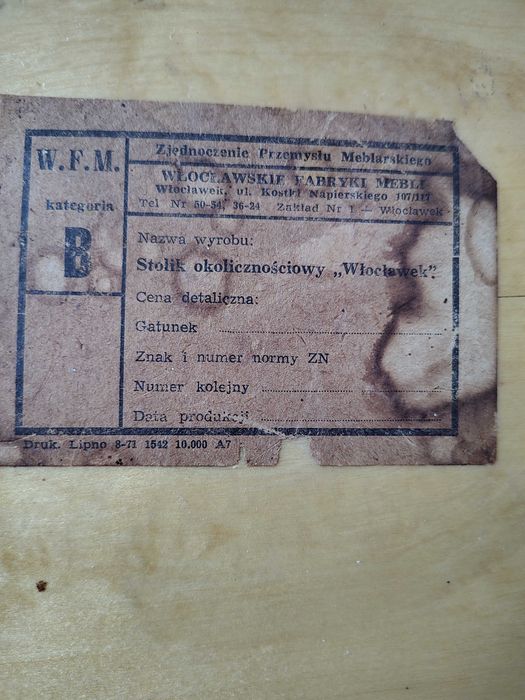 W.F.M.
kategoria
B
Zjednoczenie Przemysłu Meblarskiego
WŁOCŁAWSKIE FABRYKI MEBLI
Włocławek, ul. Kostki Napierskiego 107/117
Tel Nr 50-54, 36-24 Zakład Nr 1 — Włocławek
Nazwa wyrobu:
Stolik okolicznościowy „Włocławek”
Cena detaliczna:
Gatunek
Znak i numer normy ZN
Numer kolejny
Data produkcji
Druk. Lipno 8-71 1542 10.000 A7